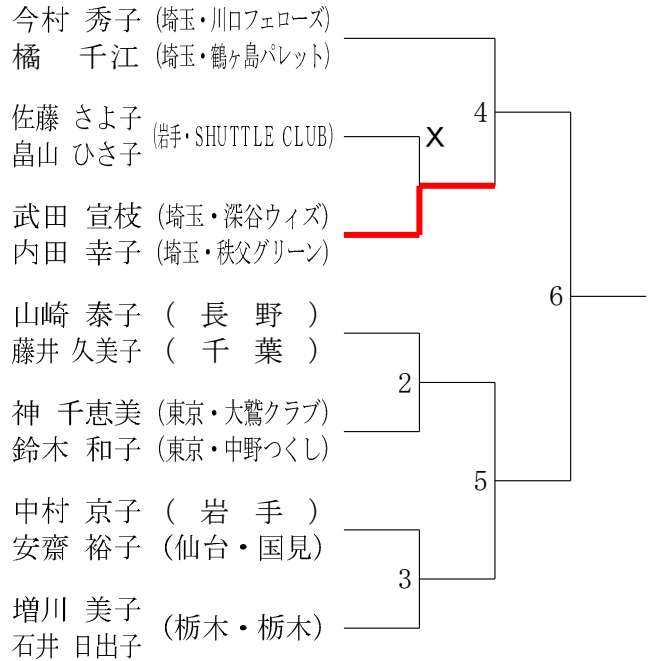 今村 秀子 (埼玉・川口フェローズ)
橘 千江 (埼玉・鶴ヶ島パレット)
4
佐藤 さよ子 (岩手・SHUTTLE CLUB)
畠山 ひさ子
X
武田 宣枝 (埼玉・深谷ウィズ)
内田 幸子 (埼玉・秩父グリーン)
6
山崎 泰子 (長野)
藤井 久美子 (千葉)
2
神 千恵美 (東京・大鷲クラブ)
鈴木 和子 (東京・中野つくし)
5
中村 京子 (岩手)
安齋 裕子 (仙台・国見)
3
増川 美子 (栃木・栃木)
石井 日出子